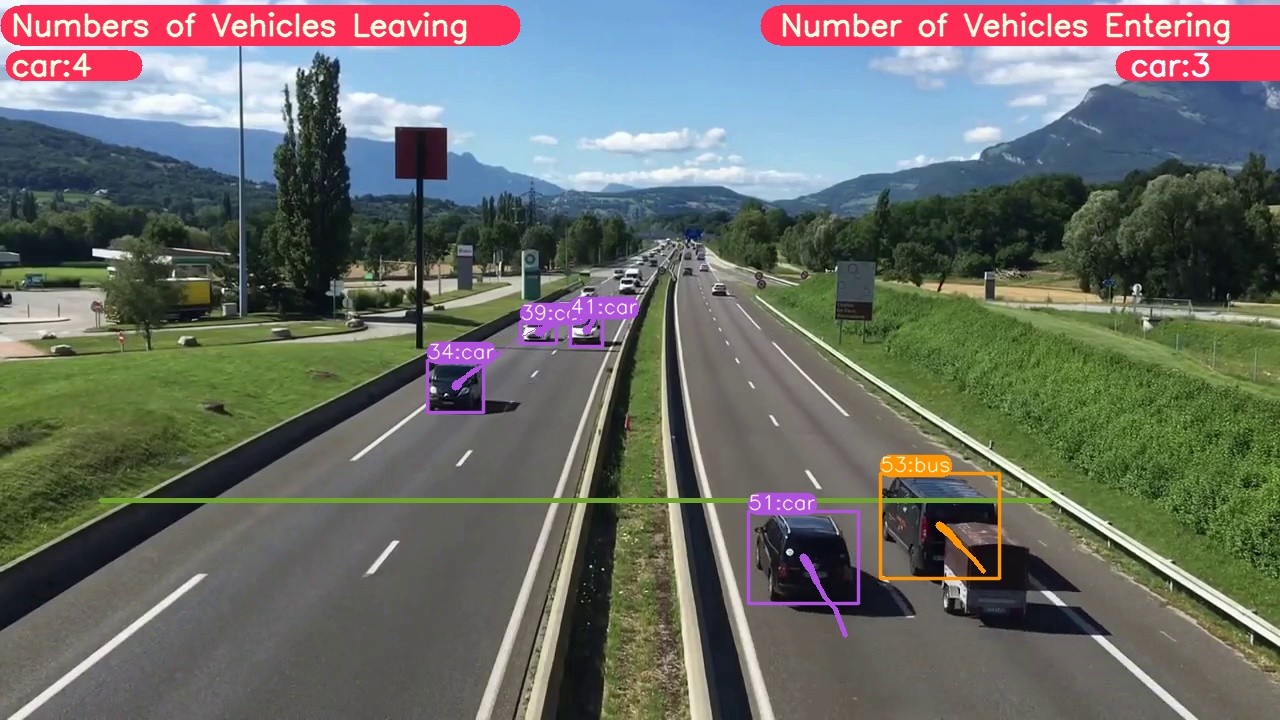 Numbers of Vehicles Leaving
Number of Vehicles Entering
car:4
car:3
39:c
41:car
34:car
53:bus
51:car